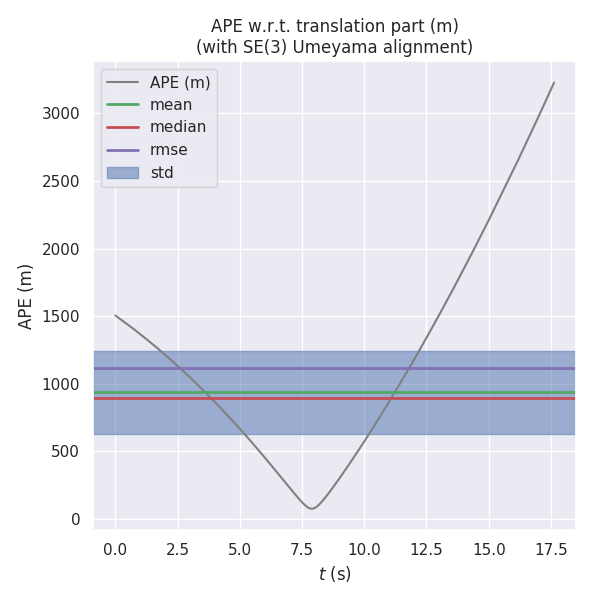 APE w.r.t. translation part (m)
(with SE(3) Umeyama alignment)
APE (m)
mean
median
rmse
std
APE (m)
3000
2500
2000
1500
1000
500
0
0.0 2.5 5.0 7.5 10.0 12.5 15.0 17.5
t (s)